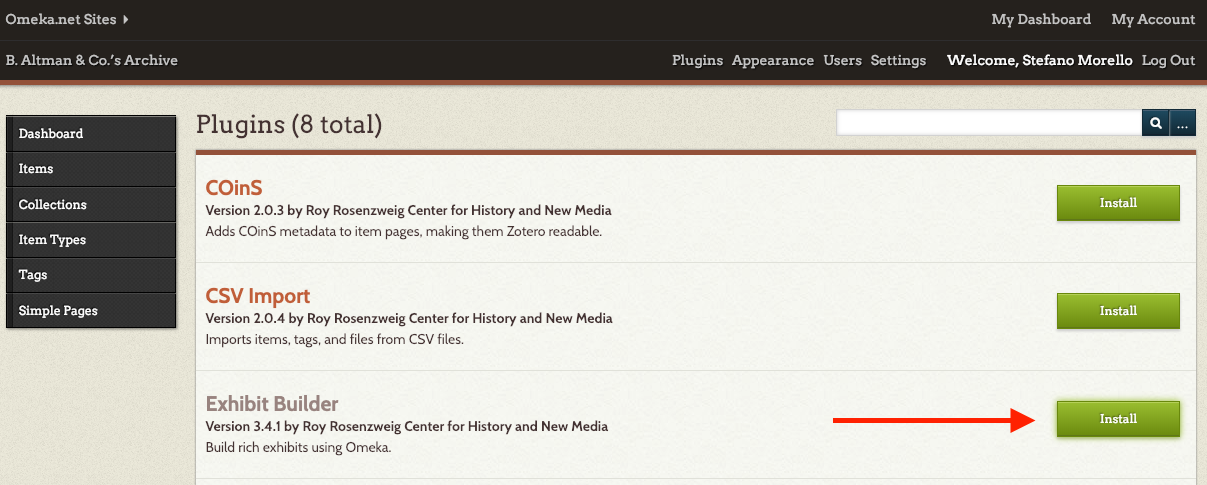 Omeka.net Sites
My Dashboard My Account
B. Altman & Co.'s Archive
Plugins Appearance Users Settings Welcome, Stefano Morello Log Out
Dashboard
Items
Collections
Item Types
Tags
Simple Pages
Plugins (8 total)
...
COinS
Version 2.0.3 by Roy Rosenzweig Center for History and New Media
Adds COinS metadata to item pages, making them Zotero readable.
Install
CSV Import
Version 2.0.4 by Roy Rosenzweig Center for History and New Media
Imports items, tags, and files from CSV files.
Install
Exhibit Builder
Version 3.4.1 by Roy Rosenzweig Center for History and New Media
Build rich exhibits using Omeka.
Install